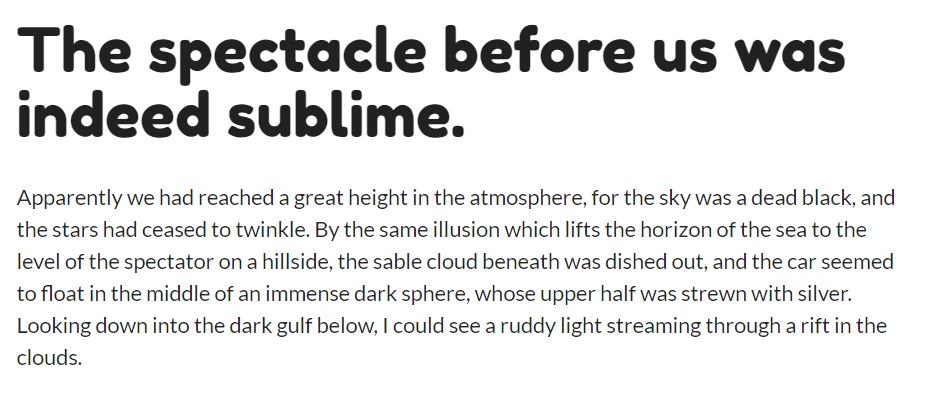 The spectacle before us was
indeed sublime.
Apparently we had reached a great height in the atmosphere, for the sky was a dead black, and
the stars had ceased to twinkle. By the same illusion which lifts the horizon of the sea to the
level of the spectator on a hillside, the sable cloud beneath was dished out, and the car seemed
to float in the middle of an immense dark sphere, whose upper half was strewn with silver.
Looking down into the dark gulf below, I could see a ruddy light streaming through a rift in the
clouds.